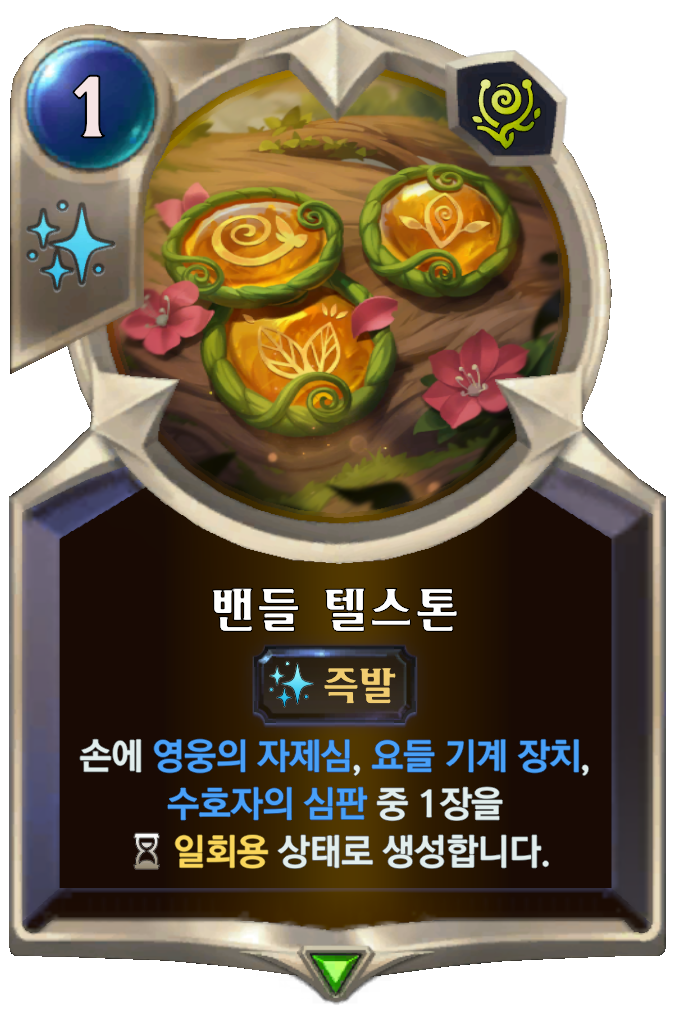 1
밴들 텔스톤
즉발
손에 영웅의 자제심, 요들 기계 장치,
수호자의 심판 중 1장을
일회용 상태로 생성합니다.